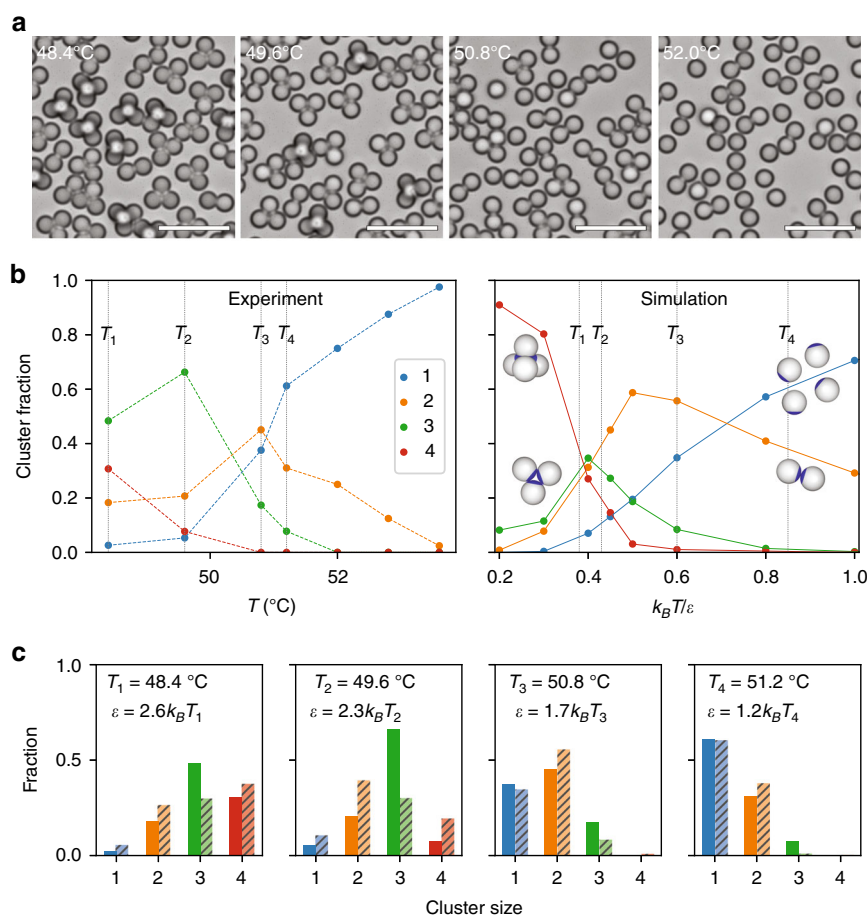 a
48.4°C
49.6°C
50.8°C
52.0°C
b
Experiment
Simulation
T1
T2
T3
T4
T1
T2
T3
T4
1.0
0.8
0.6
0.4
0.2
0.0
Cluster fraction
1
2
3
4
50
52
T (°C)
0.2
0.4
0.6
0.8
1.0
kBT/ε
c
T1 = 48.4 °C
ε = 2.6kBT1
T2 = 49.6 °C
ε = 2.3kBT2
T3 = 50.8 °C
ε = 1.7kBT3
T4 = 51.2 °C
ε = 1.2kBT4
1.0
0.5
0.0
Fraction
1 2 3 4
1 2 3 4
1 2 3 4
1 2 3 4
Cluster size